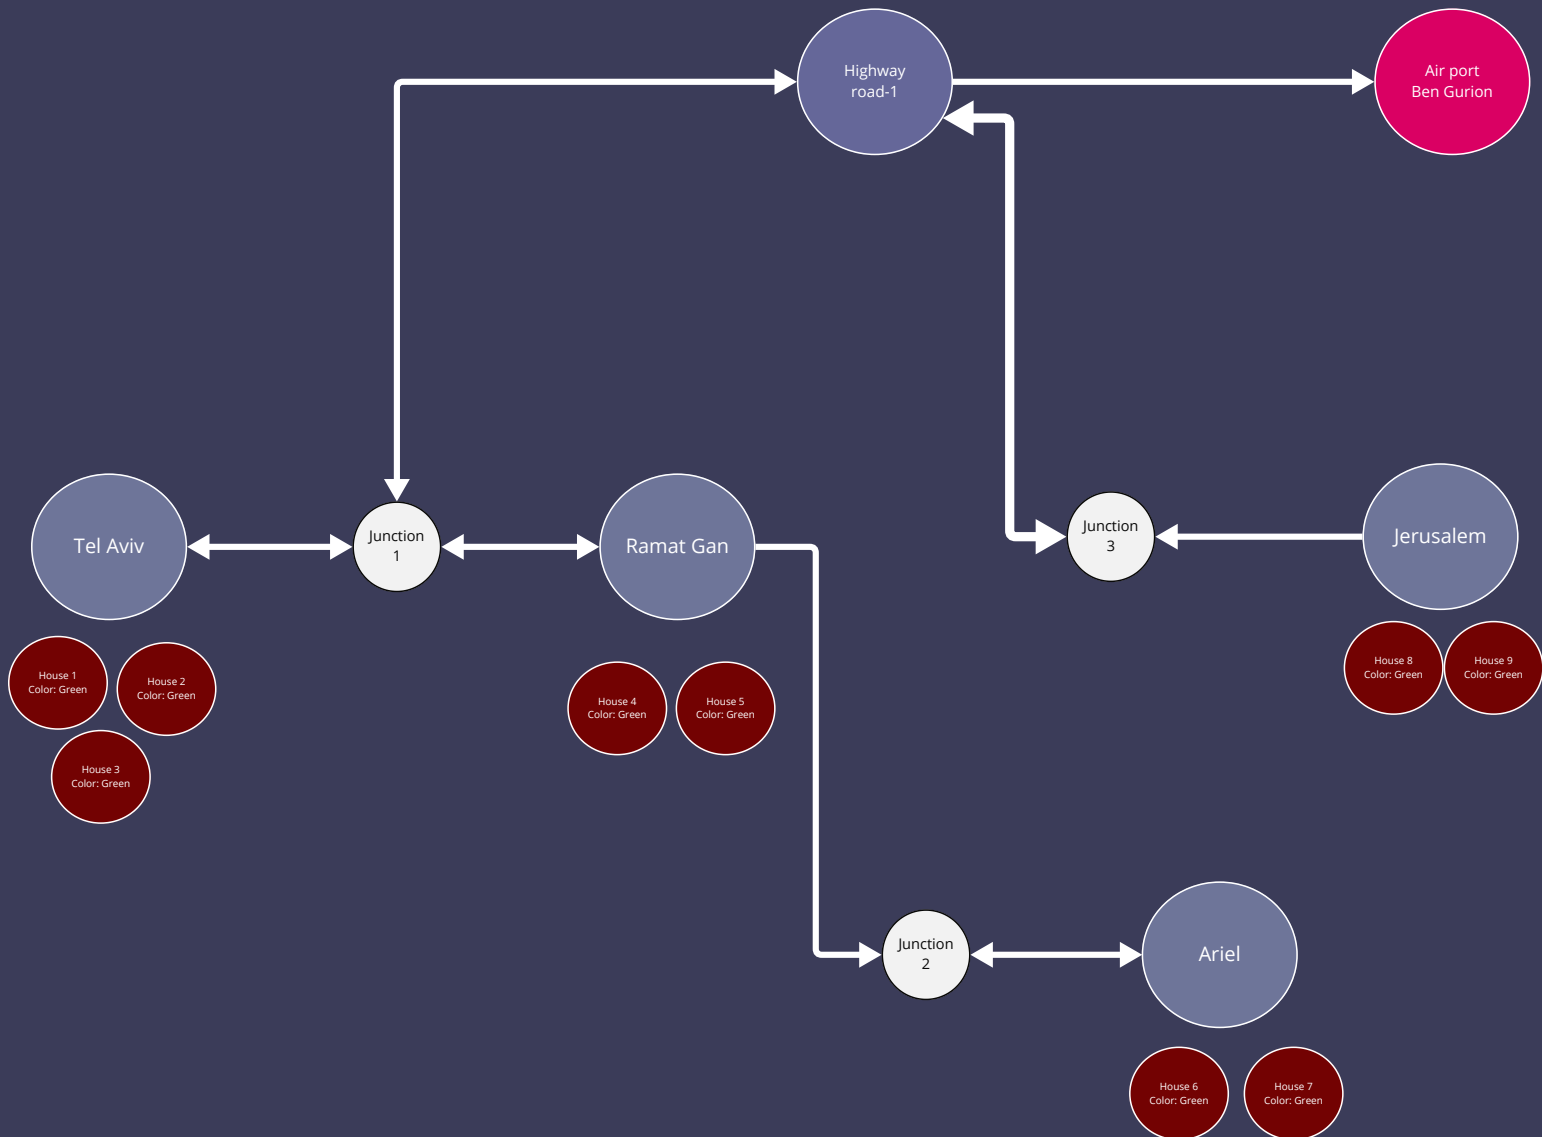 Highway
road-1
Air port
Ben Gurion
Tel Aviv
Junction
1
Ramat Gan
Junction
3
Jerusalem
House 1
Color: Green
House 2
Color: Green
House 3
Color: Green
House 4
Color: Green
House 5
Color: Green
House 8
Color: Green
House 9
Color: Green
Junction
2
Ariel
House 6
Color: Green
House 7
Color: Green